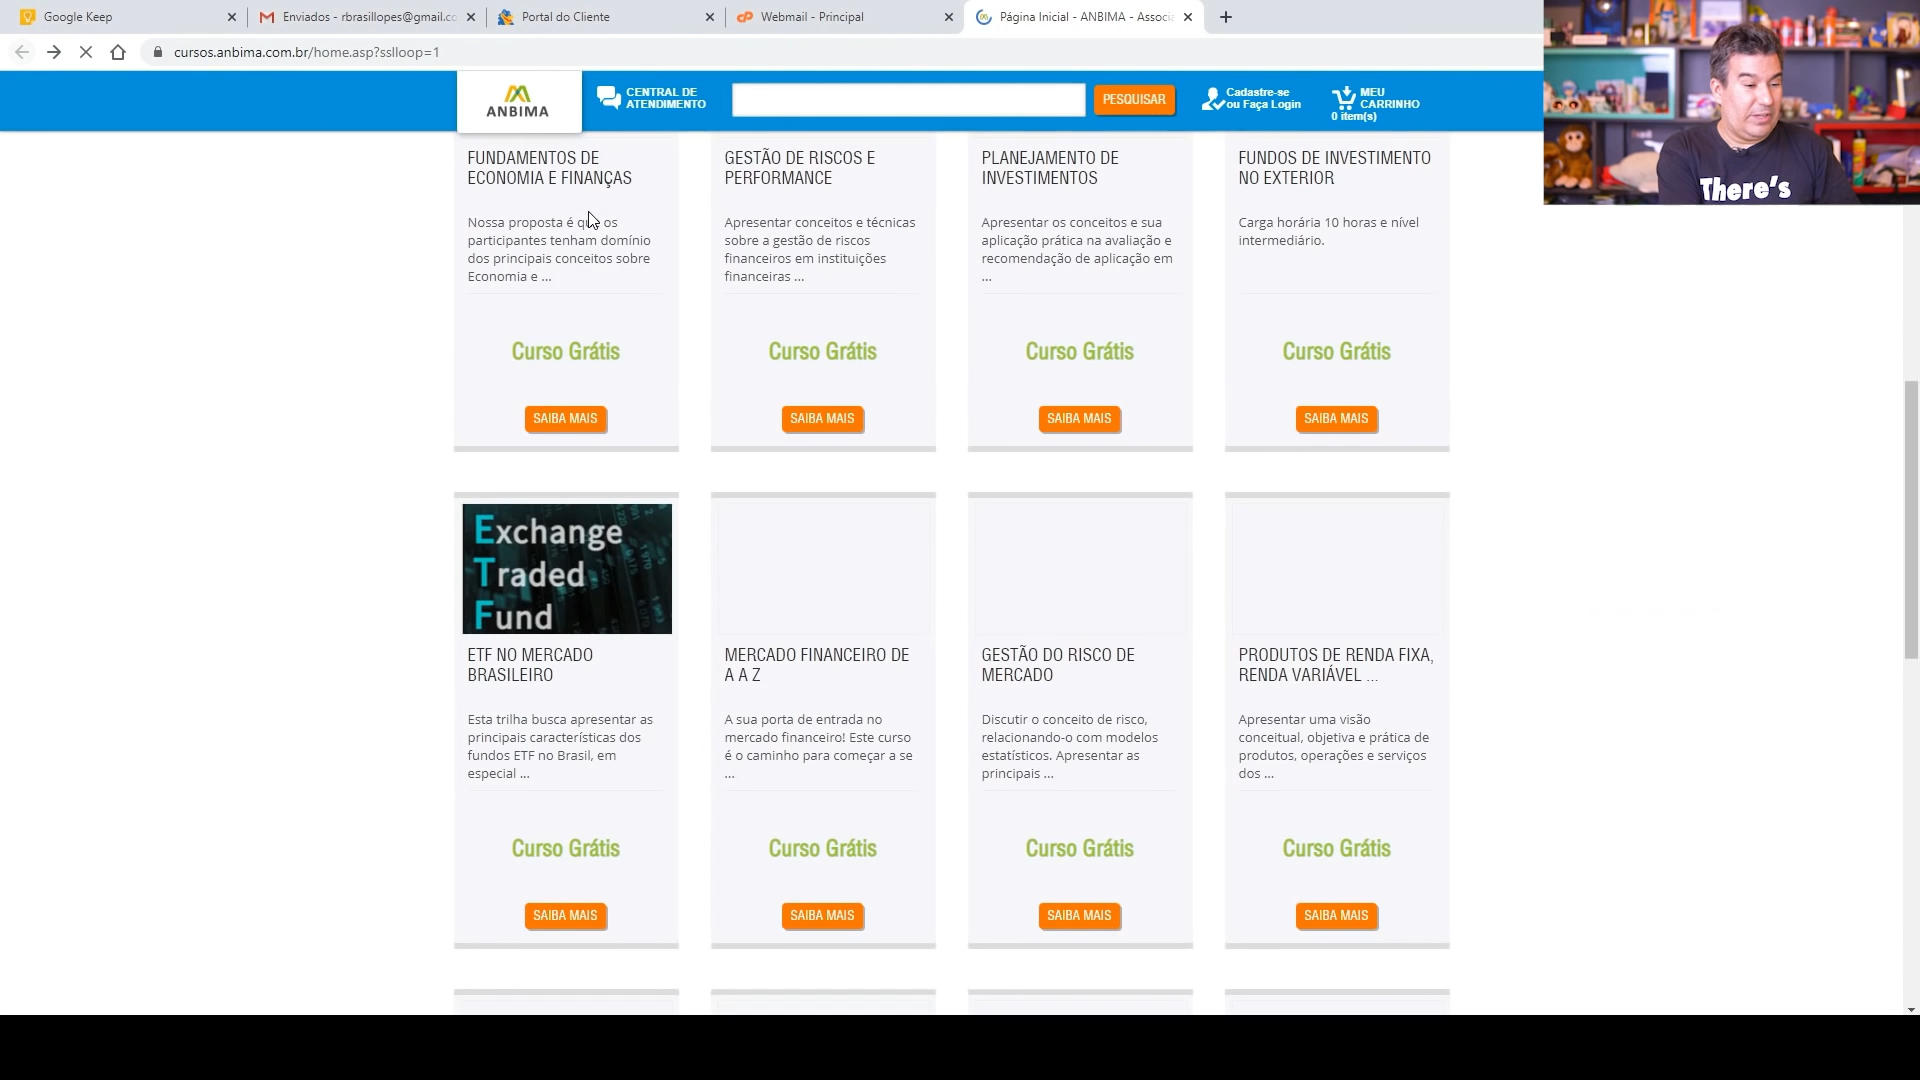 Google Keep
Enviados - rbrasillopes@gmail.co
Portal do Cliente
Webmail - Principal
Página Inicial - ANBIMA - Associa
cursos.anbima.com.br/home.asp?sslloop=1
ANBIMA
CENTRAL DE
ATENDIMENTO
PESQUISAR
Cadastre-se
ou Faça Login
MEU
CARRINHO
0 item(s)
There's
FUNDAMENTOS DE
ECONOMIA E FINANÇAS
Nossa proposta é que os
participantes tenham domínio
dos principais conceitos sobre
Economia e ...
Curso Grátis
SAIBA MAIS
GESTÃO DE RISCOS E
PERFORMANCE
Apresentar conceitos e técnicas
sobre a gestão de riscos
financeiros em instituições
financeiras ...
Curso Grátis
SAIBA MAIS
PLANEJAMENTO DE
INVESTIMENTOS
Apresentar os conceitos e sua
aplicação prática na avaliação e
recomendação de aplicação em
...
Curso Grátis
SAIBA MAIS
FUNDOS DE INVESTIMENTO
NO EXTERIOR
Carga horária 10 horas e nível
intermediário.
Curso Grátis
SAIBA MAIS
Exchange
Traded
Fund
ETF NO MERCADO
BRASILEIRO
Esta trilha busca apresentar as
principais características dos
fundos ETF no Brasil, em
especial ...
Curso Grátis
SAIBA MAIS
MERCADO FINANCEIRO DE
A A Z
A sua porta de entrada no
mercado financeiro! Este curso
é o caminho para começar a se
...
Curso Grátis
SAIBA MAIS
GESTÃO DO RISCO DE
MERCADO
Discutir o conceito de risco,
relacionando-o com modelos
estatísticos. Apresentar as
principais ...
Curso Grátis
SAIBA MAIS
PRODUTOS DE RENDA FIXA,
RENDA VARIÁVEL ...
Apresentar uma visão
conceitual, objetiva e prática de
produtos, operações e serviços
dos ...
Curso Grátis
SAIBA MAIS